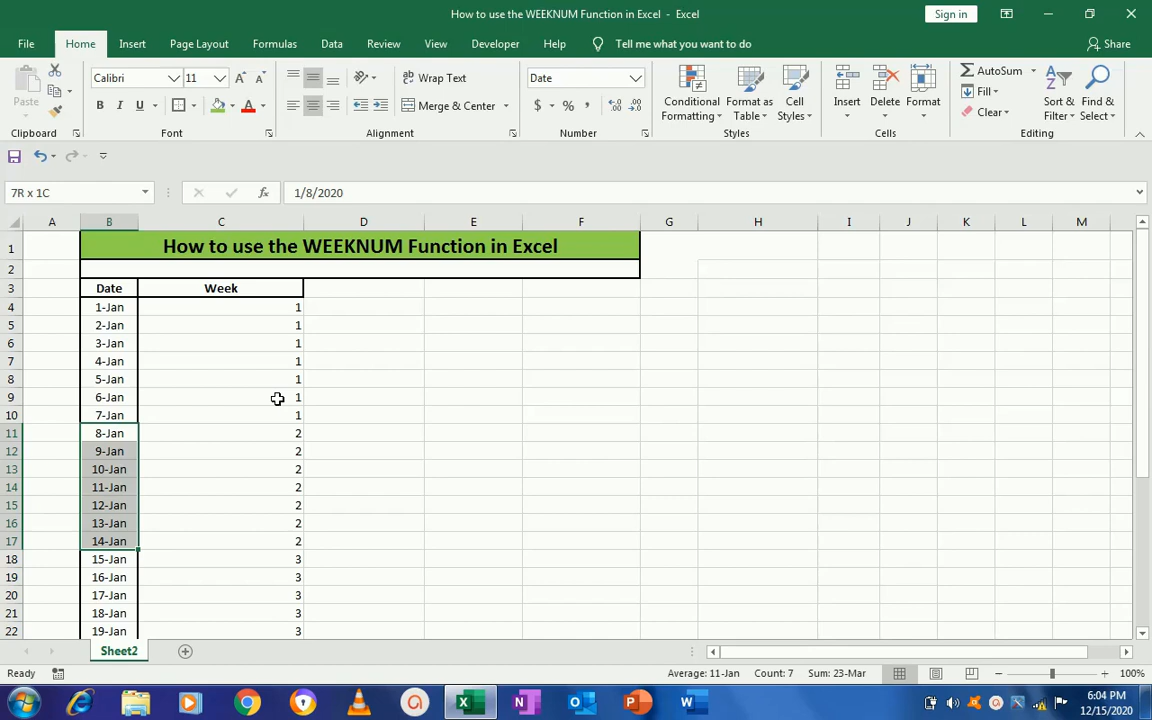 How to use the WEEKNUM Function in Excel - Excel
Sign in
File Home Insert Page Layout Formulas Data Review View Developer Help Tell me what you want to do Share
Paste
Calibri 11 A A
B I U A
ab Wrap Text
Merge & Center
Date
$ % ,
Conditional Formatting
Format as Table
Cell Styles
Insert
Delete
Format
AutoSum
Fill
Clear
Sort & Filter
Find & Select
Clipboard Font Alignment Number Styles Cells Editing
7R x 1C fx 1/8/2020
A B C D E F G H I J K L M
1 How to use the WEEKNUM Function in Excel
2
3 Date Week
4 1-Jan 1
5 2-Jan 1
6 3-Jan 1
7 4-Jan 1
8 5-Jan 1
9 6-Jan 1
10 7-Jan 1
11 8-Jan 2
12 9-Jan 2
13 10-Jan 2
14 11-Jan 2
15 12-Jan 2
16 13-Jan 2
17 14-Jan 2
18 15-Jan 3
19 16-Jan 3
20 17-Jan 3
21 18-Jan 3
22 19-Jan 3
Sheet2
Ready Average: 11-Jan Count: 7 Sum: 23-Mar 100%
6:04 PM
12/15/2020